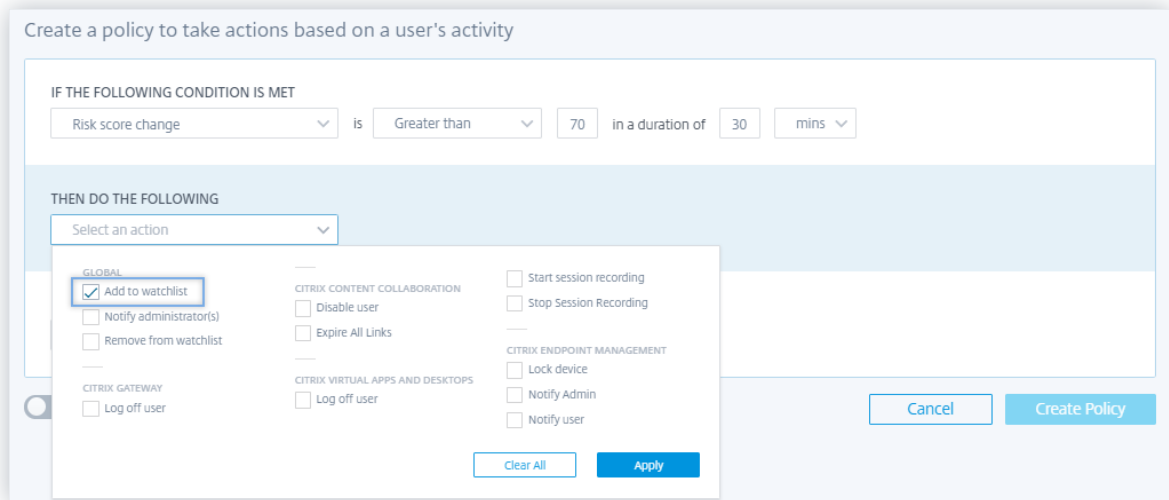 Create a policy to take actions based on a user's activity
IF THE FOLLOWING CONDITION IS MET
Risk score change is Greater than 70 in a duration of 30 mins
THEN DO THE FOLLOWING
Select an action
GLOBAL
Add to watchlist
Notify administrator(s)
Remove from watchlist
CITRIX GATEWAY
Log off user
CITRIX CONTENT COLLABORATION
Disable user
Expire All Links
CITRIX VIRTUAL APPS AND DESKTOPS
Log off user
Start session recording
Stop Session Recording
CITRIX ENDPOINT MANAGEMENT
Lock device
Notify Admin
Notify user
Clear All Apply
Cancel Create Policy